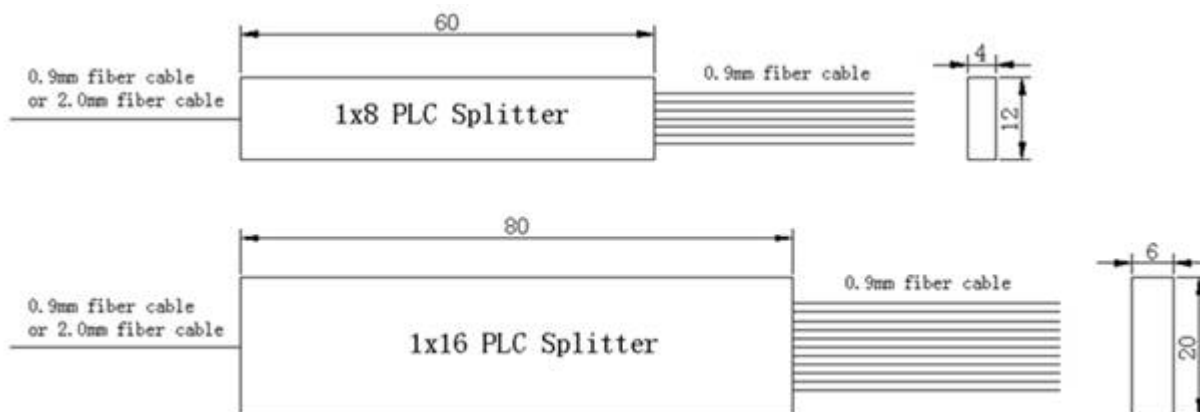 60
0.9mm fiber cable
or 2.0mm fiber cable
1x8 PLC Splitter
0.9mm fiber cable
4
12
80
0.9mm fiber cable
or 2.0mm fiber cable
1x16 PLC Splitter
0.9mm fiber cable
6
20